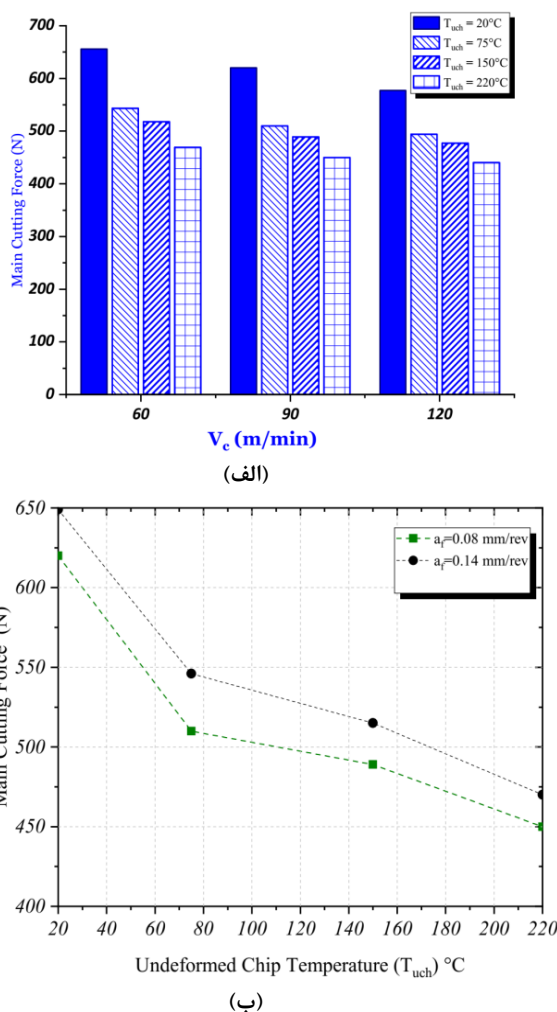 700
600
500
400
300
200
100
0
Main Cutting Force (N)
T_uch = 20°C
T_uch = 75°C
T_uch = 150°C
T_uch = 220°C
60 90 120
V_c (m/min)
(الف)
650
600
550
500
450
400
Main Cutting Force (N)
a_f=0.08 mm/rev
a_f=0.14 mm/rev
20 40 60 80 100 120 140 160 180 200 220
Undeformed Chip Temperature (T_uch) °C
(ب)